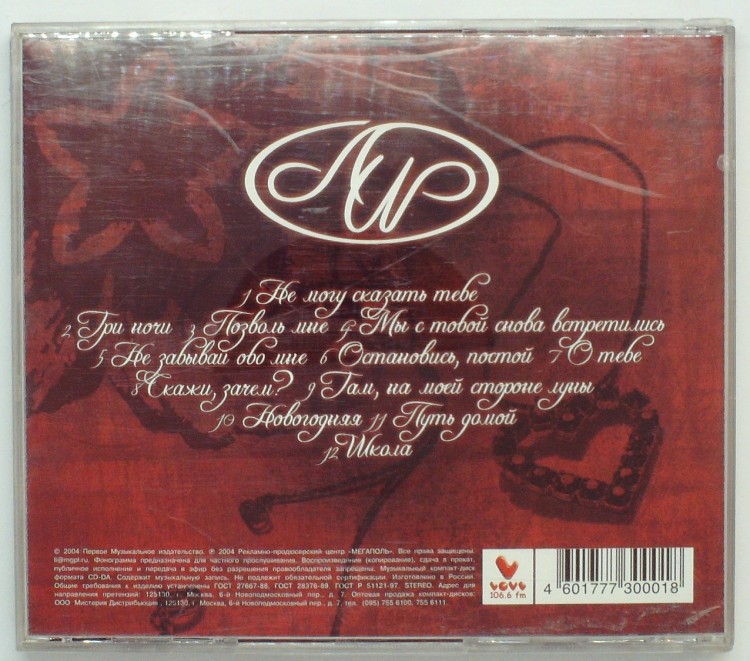 ЛИР
1 Не могу сказать тебе
2 Три ночи 3 Позволь мне 4 Мы с тобой снова встретились
5 Не забывай обо мне 6 Остановись, постой 7 О тебе
8 Скажи, зачем? 9 Там, на моей стороне луны
10 Новогодняя 11 Путь домой
12 Школа
© 2004 Первое Музыкальное издательство. ℗ 2004 Рекламно-продюсерский центр «МЕГАПОЛЬ». Все права защищены.
li@mgpl.ru. Фонограмма предназначена для частного прослушивания. Воспроизведение (копирование), сдача в прокат,
публичное исполнение и передача в эфир без разрешения правообладателя запрещены. Музыкальный компакт-диск
формата CD-DA. Содержит музыкальную запись. Не подлежит обязательной сертификации. Изготовлено в России.
Общие требования к изделию установлены ГОСТ 27667-88, ГОСТ 28376-89, ГОСТ Р 51121-97. STEREO. Адрес для
направления претензий: 125130, г. Москва, 6-й Новоподмосковный пер., д. 7. Оптовая продажа компакт-дисков:
ООО Мистерия Дистрибьюция, 125130, г. Москва, 6-й Новоподмосковный пер., д. 7, тел. (095) 755 6100, 755 6111.
LOVE
106.6 fm
4 601777 300018